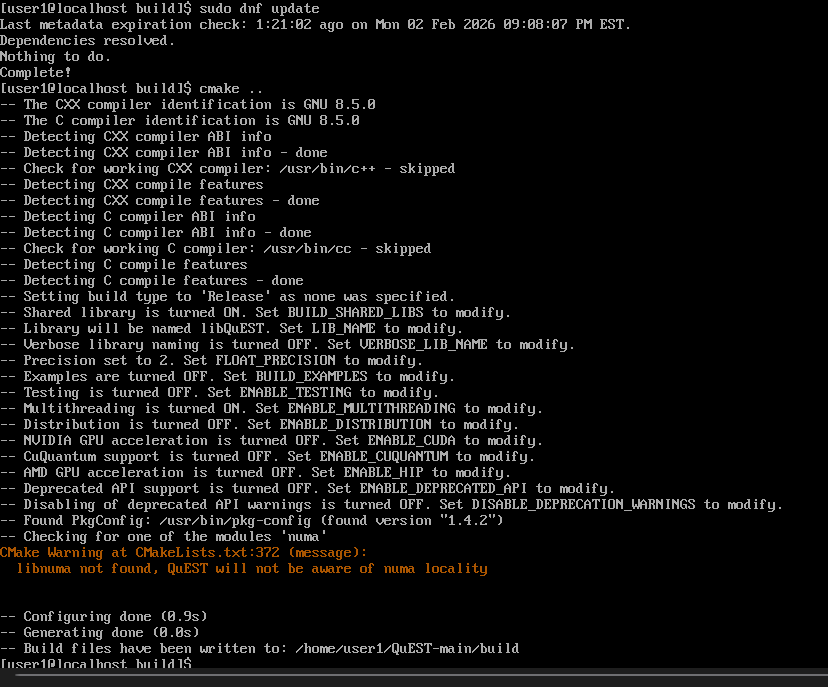 [user1@localhost build]$ sudo dnf update
Last metadata expiration check: 1:21:02 ago on Mon 02 Feb 2026 09:08:07 PM EST.
Dependencies resolved.
Nothing to do.
Complete!
[user1@localhost build]$ cmake ..
-- The CXX compiler identification is GNU 8.5.0
-- The C compiler identification is GNU 8.5.0
-- Detecting CXX compiler ABI info
-- Detecting CXX compiler ABI info - done
-- Check for working CXX compiler: /usr/bin/c++ - skipped
-- Detecting CXX compile features
-- Detecting CXX compile features - done
-- Detecting C compiler ABI info
-- Detecting C compiler ABI info - done
-- Check for working C compiler: /usr/bin/cc - skipped
-- Detecting C compile features
-- Detecting C compile features - done
-- Setting build type to 'Release' as none was specified.
-- Shared library is turned ON. Set BUILD_SHARED_LIBS to modify.
-- Library will be named libQuEST. Set LIB_NAME to modify.
-- Verbose library naming is turned OFF. Set VERBOSE_LIB_NAME to modify.
-- Precision set to 2. Set FLOAT_PRECISION to modify.
-- Examples are turned OFF. Set BUILD_EXAMPLES to modify.
-- Testing is turned OFF. Set ENABLE_TESTING to modify.
-- Multithreading is turned ON. Set ENABLE_MULTITHREADING to modify.
-- Distribution is turned OFF. Set ENABLE_DISTRIBUTION to modify.
-- NVIDIA GPU acceleration is turned OFF. Set ENABLE_CUDA to modify.
-- CuQuantum support is turned OFF. Set ENABLE_CUQUANTUM to modify.
-- AMD GPU acceleration is turned OFF. Set ENABLE_HIP to modify.
-- Deprecated API support is turned OFF. Set ENABLE_DEPRECATED_API to modify.
-- Disabling of deprecated API warnings is turned OFF. Set DISABLE_DEPRECATION_WARNINGS to modify.
-- Found PkgConfig: /usr/bin/pkg-config (found version "1.4.2")
-- Checking for one of the modules 'numa'
CMake Warning at CMakeLists.txt:372 (message):
  libnuma not found, QuEST will not be aware of numa locality
-- Configuring done (0.9s)
-- Generating done (0.0s)
-- Build files have been written to: /home/user1/QuEST-main/build
[user1@localhost build]$